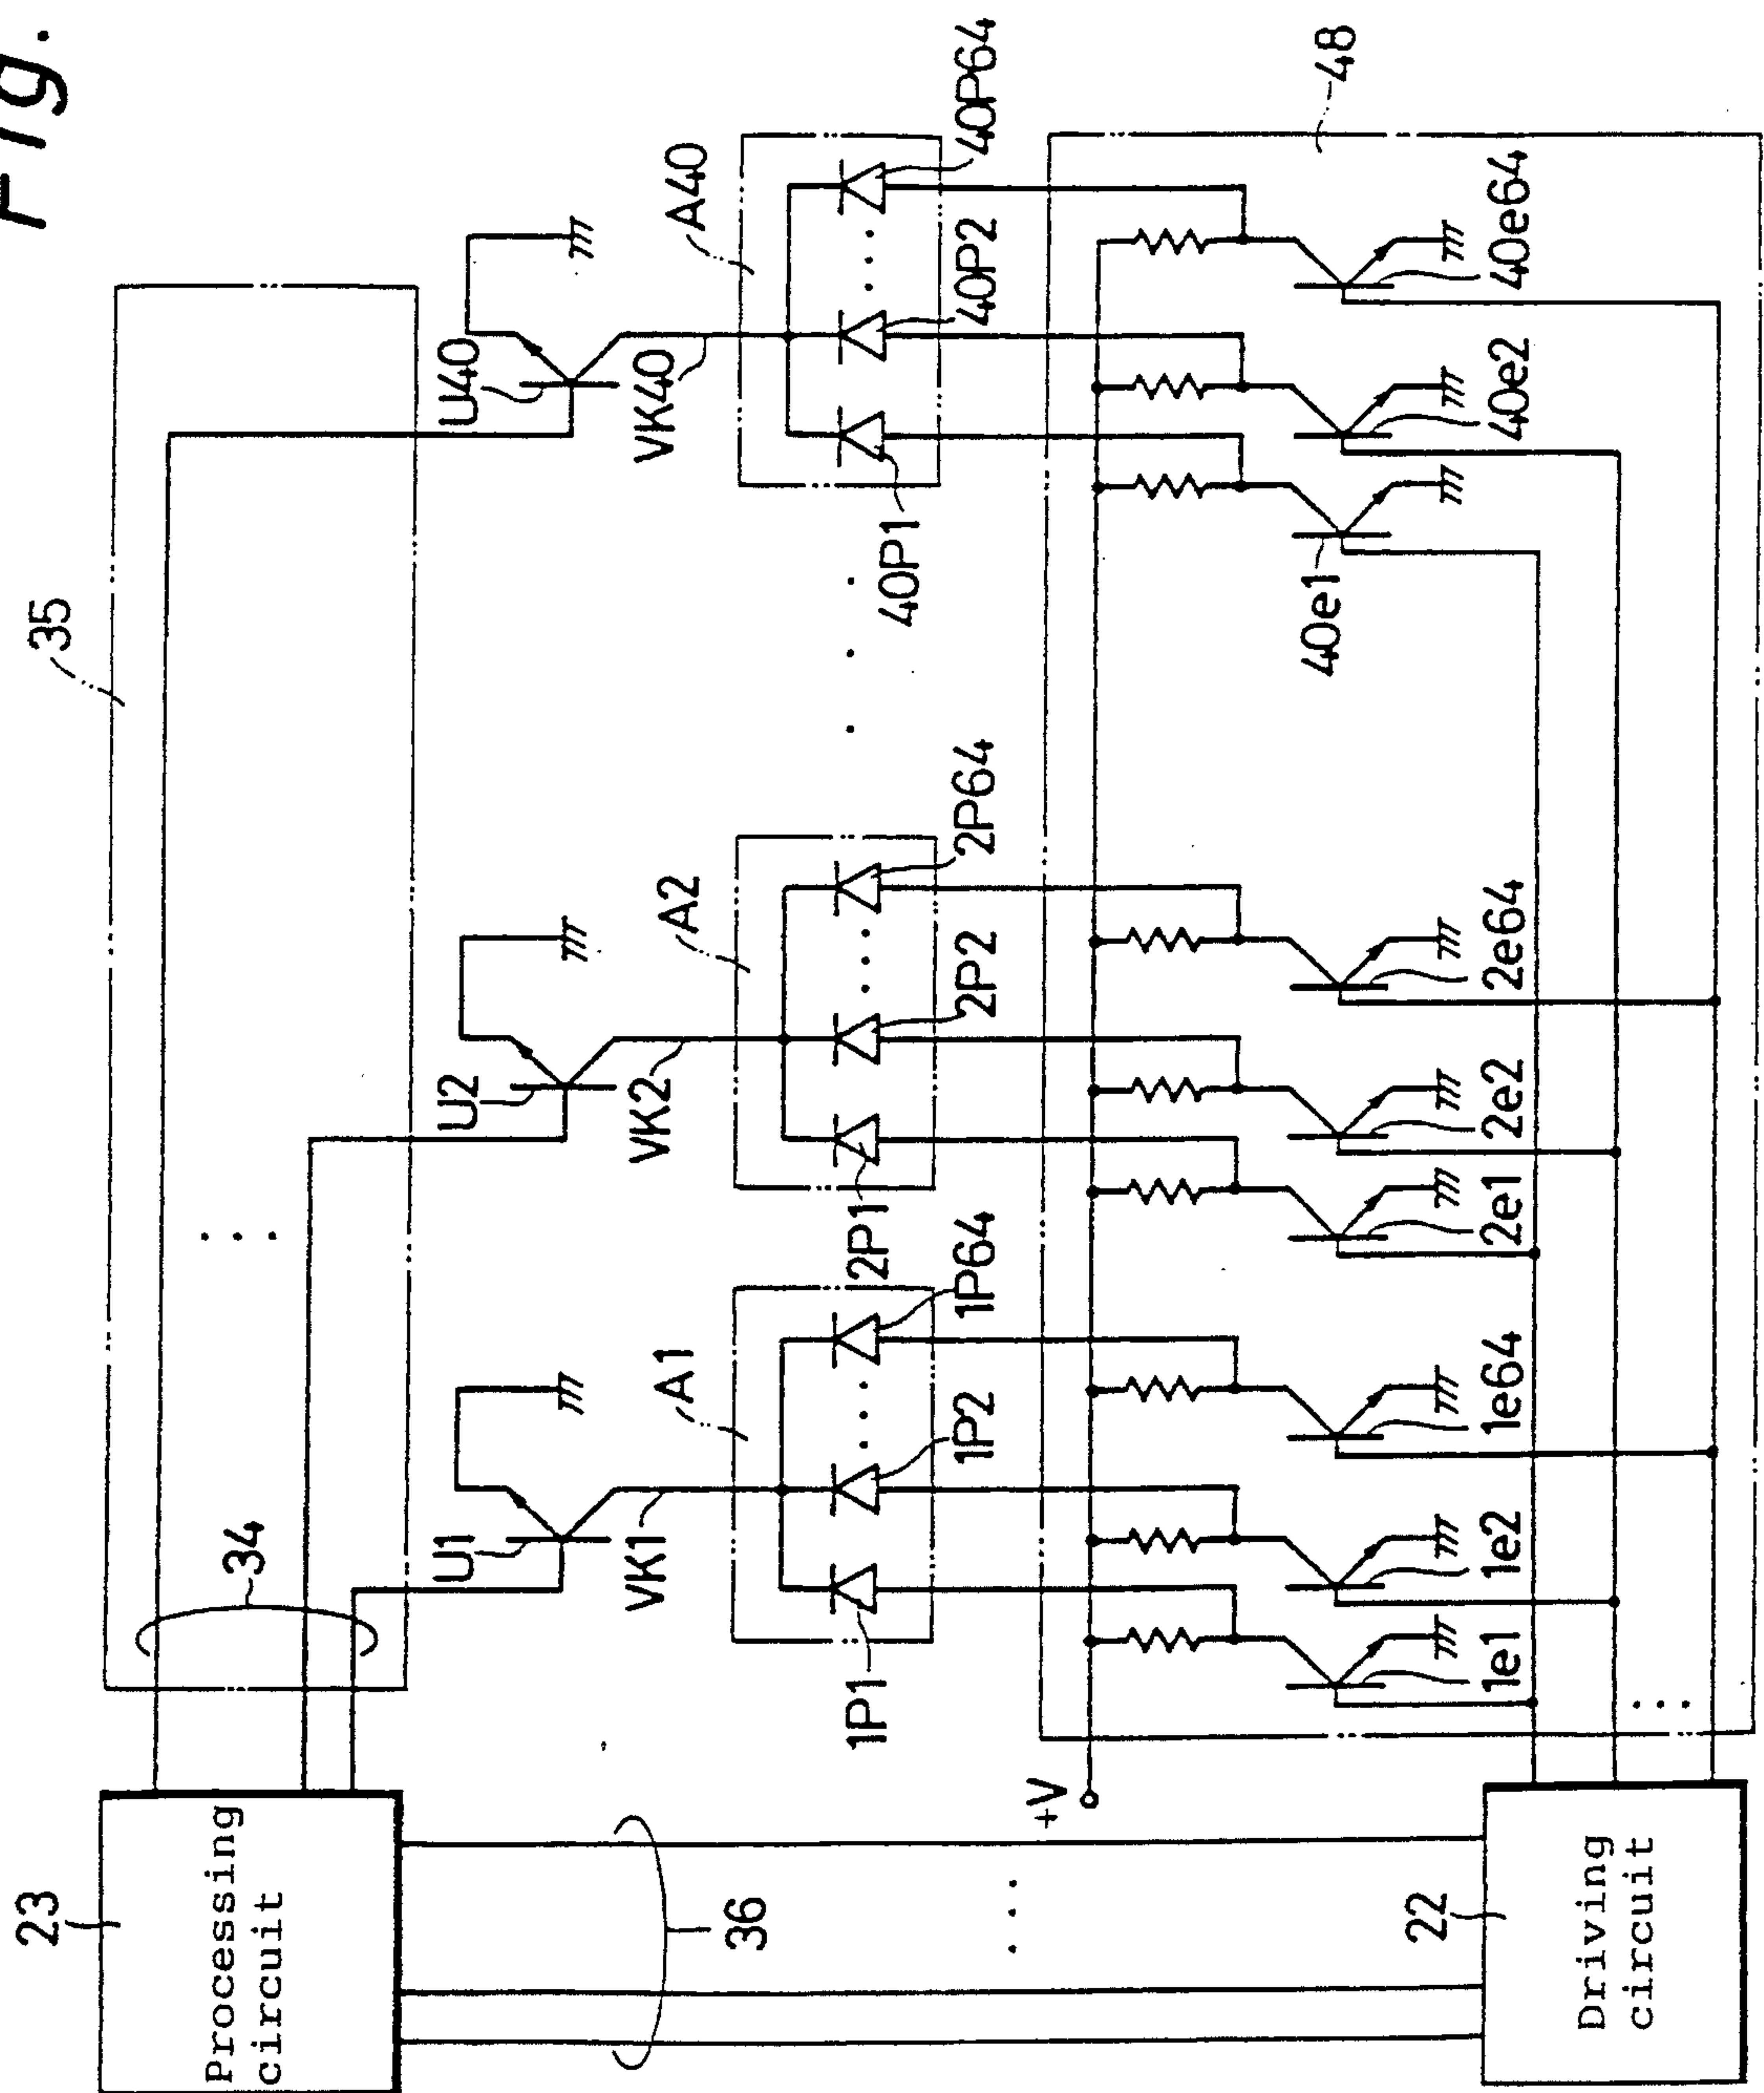 Fig.
23
Processing
circuit
34
35
36
U1
U2
U40
VK1
VK2
VK40
A1
A2
A40
1P1
1P2
1P64
2P1
2P2
2P64
40P1
40P2
40P64
+V
48
1e1
1e2
1e64
2e1
2e2
2e64
40e1
40e2
40e64
22
Driving
circuit